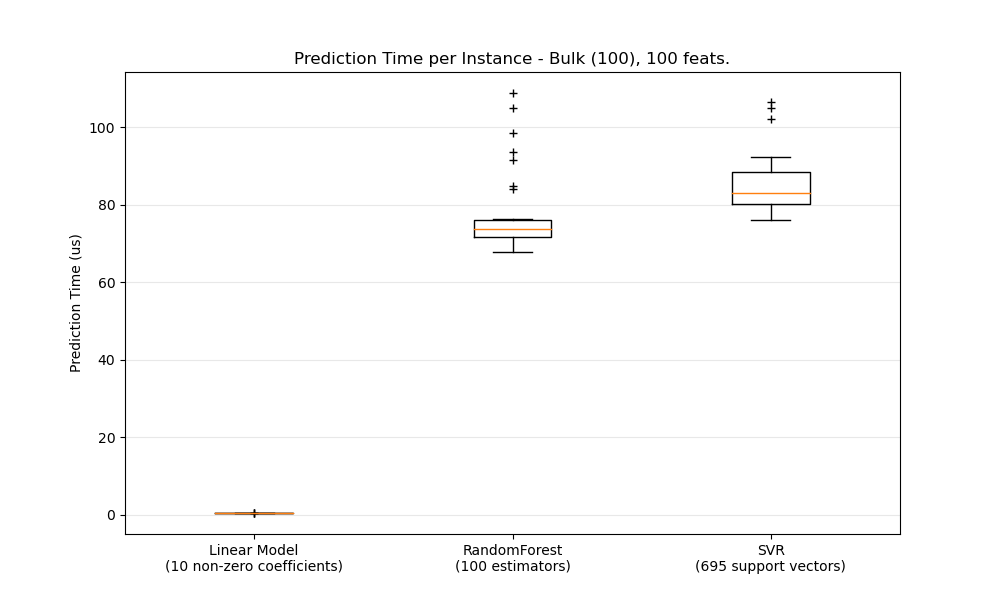 Prediction Time per Instance - Bulk (100), 100 feats.
Prediction Time (us)
100
80
60
40
20
0
Linear Model
(10 non-zero coefficients)
RandomForest
(100 estimators)
SVR
(695 support vectors)